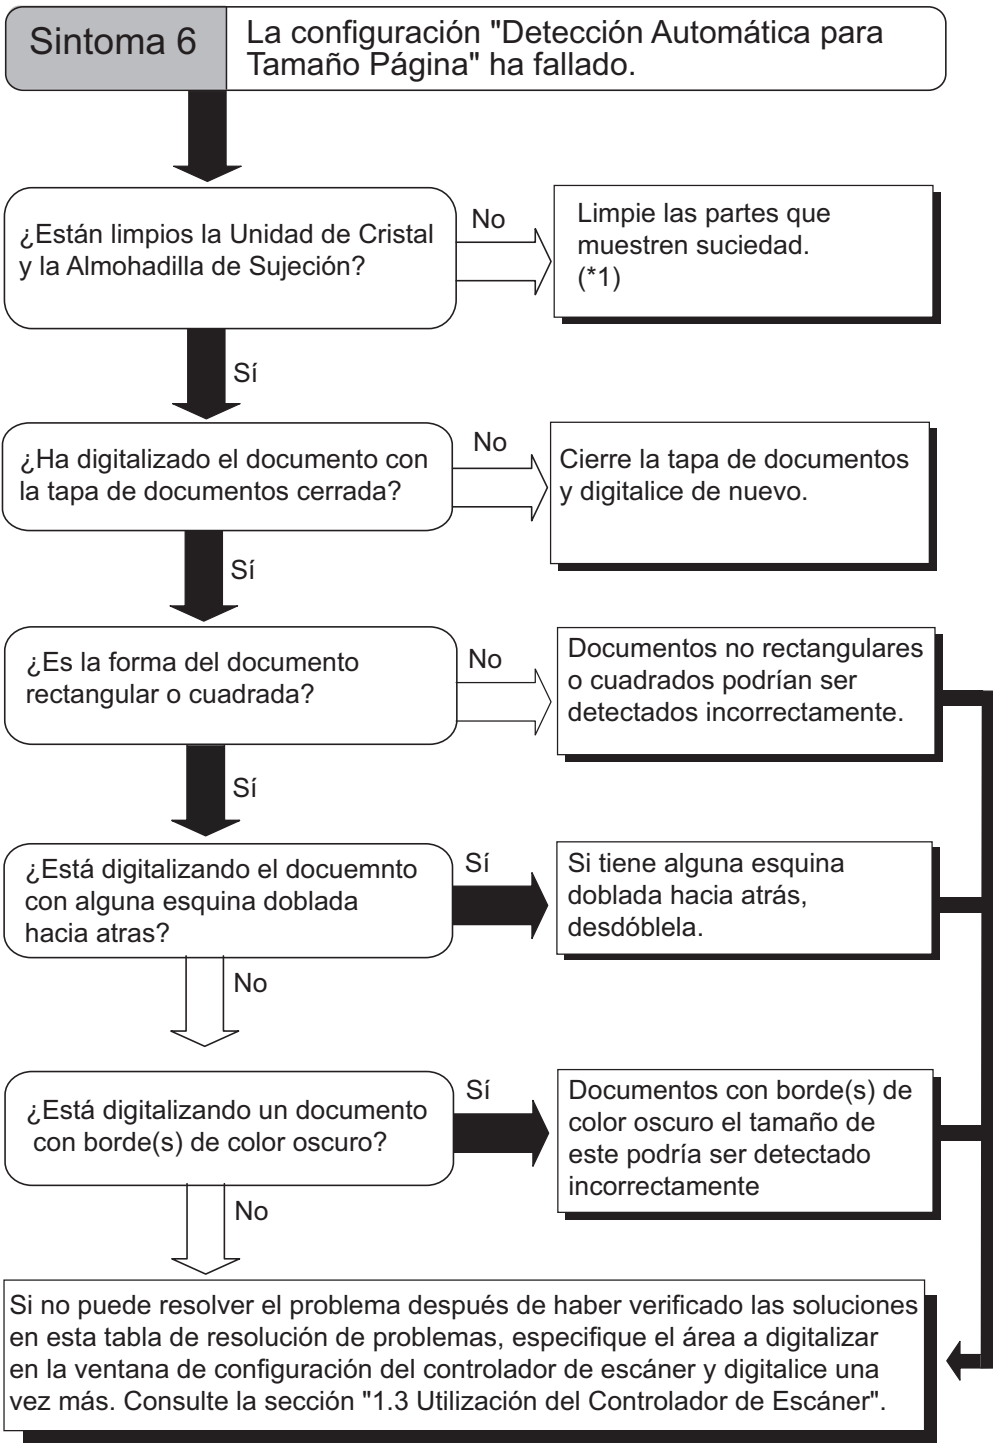 Sintoma 6
La configuración "Detección Automática para
Tamaño Página" ha fallado.
¿Están limpios la Unidad de Cristal
y la Almohadilla de Sujeción?
No
Limpie las partes que
muestren suciedad.
(*1)
Sí
¿Ha digitalizado el documento con
la tapa de documentos cerrada?
No
Cierre la tapa de documentos
y digitalice de nuevo.
Sí
¿Es la forma del documento
rectangular o cuadrada?
No
Documentos no rectangulares
o cuadrados podrían ser
detectados incorrectamente.
Sí
¿Está digitalizando el docuemnto
con alguna esquina doblada
hacia atras?
Sí
Si tiene alguna esquina
doblada hacia atrás,
desdóblela.
No
¿Está digitalizando un documento
con borde(s) de color oscuro?
Sí
Documentos con borde(s) de
color oscuro el tamaño de
este podría ser detectado
incorrectamente
No
Si no puede resolver el problema después de haber verificado las soluciones
en esta tabla de resolución de problemas, especifique el área a digitalizar
en la ventana de configuración del controlador de escáner y digitalice una
vez más. Consulte la sección "1.3 Utilización del Controlador de Escáner".